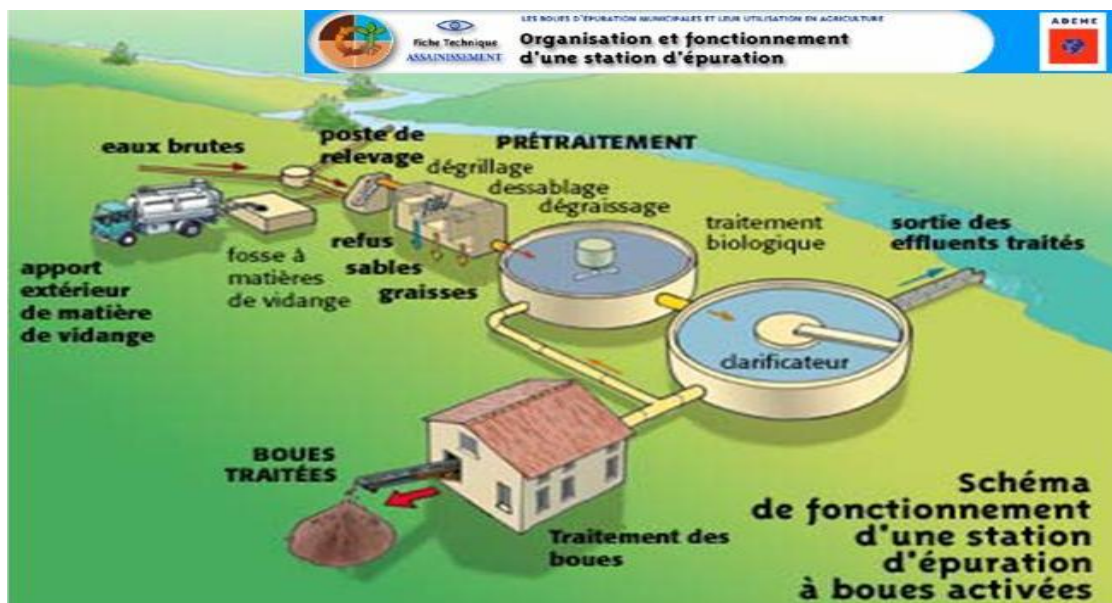 LES BOUES D'ÉPURATION MUNICIPALES ET LEUR UTILISATION EN AGRICULTURE
Fiche Technique
ASSAINISSEMENT
Organisation et fonctionnement
d'une station d'épuration
ADEME
eaux brutes
poste de
relevage
PRÉTRAITEMENT
dégrillage
dessablage
dégraissage
traitement
biologique
sortie des
effluents traités
apport
extérieur
de matière
de vidange
fosse à
matières
de vidange
refus
sables
graisses
clarificateur
BOUES
TRAITÉES
Traitement des
boues
Schéma
de fonctionnement
d'une station
d'épuration
à boues activées